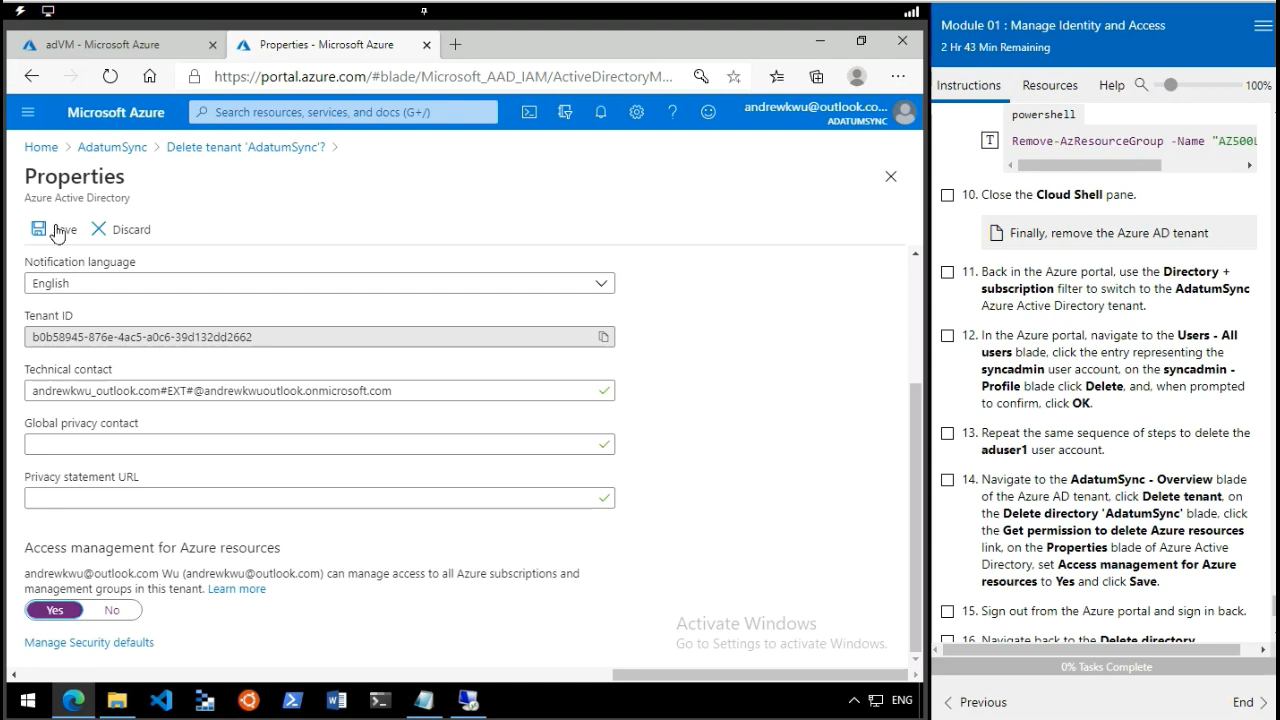 adVM - Microsoft Azure
Properties - Microsoft Azure
https://portal.azure.com/#blade/Microsoft_AAD_IAM/ActiveDirectoryM...
Microsoft Azure
Search resources, services, and docs (G+/)
andrewkwu@outlook.co...
ADATUMSYNC
Home > AdatumSync > Delete tenant 'AdatumSync'? >
Properties
Azure Active Directory
Discard
Notification language
English
Tenant ID
b0b58945-876e-4ac5-a0c6-39d132dd2662
Technical contact
andrewkwu_outlook.com#EXT#@andrewkwuoutlook.onmicrosoft.com
Global privacy contact
Privacy statement URL
Access management for Azure resources
andrewkwu@outlook.com Wu (andrewkwu@outlook.com) can manage access to all Azure subscriptions and
management groups in this tenant. Learn more
Yes No
Manage Security defaults
Activate Windows
Go to Settings to activate Windows.
ENG
Module 01 : Manage Identity and Access
2 Hr 43 Min Remaining
Instructions Resources Help 100%
powershell
T
Remove-AzResourceGroup -Name
10. Close the Cloud Shell pane.
Finally, remove the Azure AD tenant
11. Back in the Azure portal, use the Directory +
subscription filter to switch to the AdatumSync
Azure Active Directory tenant.
12. In the Azure portal, navigate to the Users - All
users blade, click the entry representing the
syncadmin user account, on the syncadmin -
Profile blade click Delete, and, when prompted
to confirm, click OK.
13. Repeat the same sequence of steps to delete the
aduser1 user account.
14. Navigate to the AdatumSync - Overview blade
of the Azure AD tenant, click Delete tenant, on
the Delete directory 'AdatumSync' blade, click
the Get permission to delete Azure resources
link, on the Properties blade of Azure Active
Directory, set Access management for Azure
resources to Yes and click Save.
15. Sign out from the Azure portal and sign in back.
16. Navigate back to the Delete directory
0% Tasks Complete
Previous
End